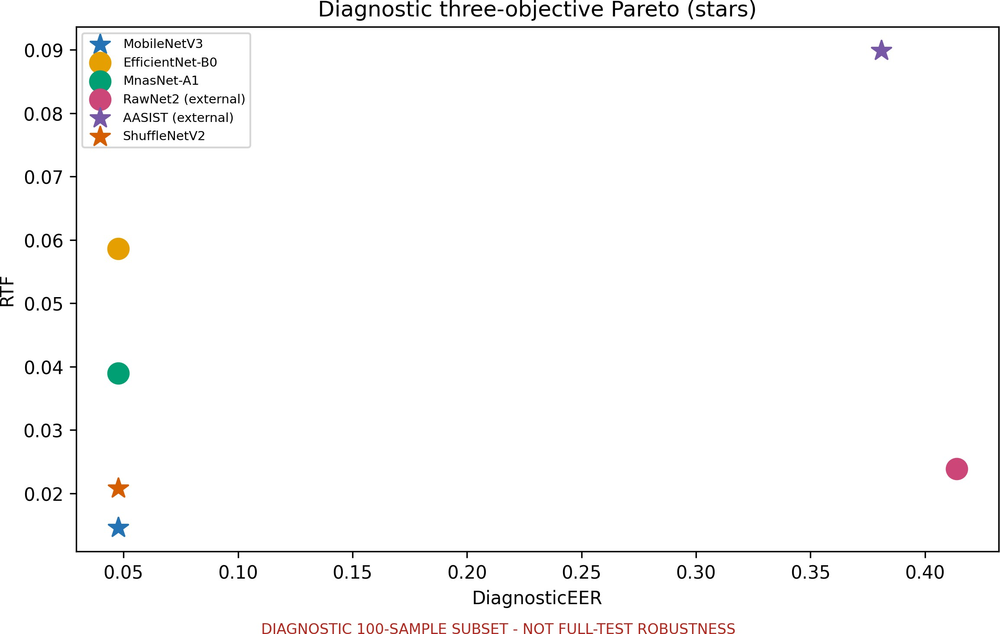 Diagnostic three-objective Pareto (stars)
MobileNetV3
EfficientNet-B0
MnasNet-A1
RawNet2 (external)
AASIST (external)
ShuffleNetV2
0.09
0.08
0.07
0.06
0.05
0.04
0.03
0.02
RTF
0.05 0.10 0.15 0.20 0.25 0.30 0.35 0.40
DiagnosticEER
DIAGNOSTIC 100-SAMPLE SUBSET - NOT FULL-TEST ROBUSTNESS